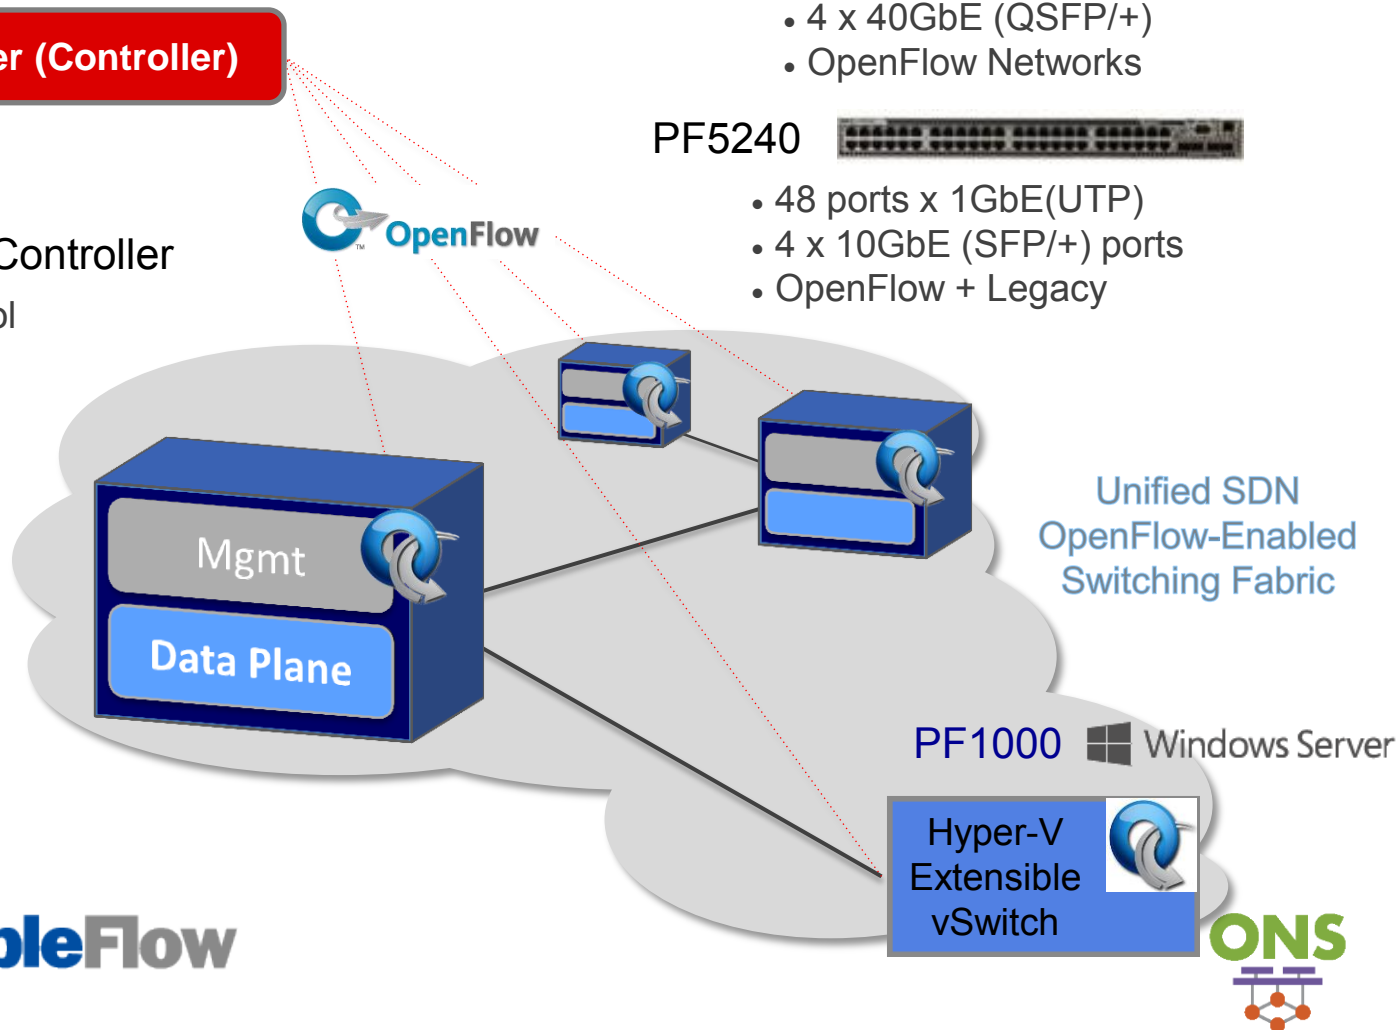 (Controller)
• 4 x 40GbE (QSFP/+)
• OpenFlow Networks
PF5240
• 48 ports x 1GbE(UTP)
• 4 x 10GbE (SFP/+) ports
• OpenFlow + Legacy
OpenFlow
TM
Controller
Mgmt
Data Plane
Unified SDN
OpenFlow-Enabled
Switching Fabric
PF1000
Windows Server
Hyper-V
Extensible
vSwitch
bleFlow
ONS